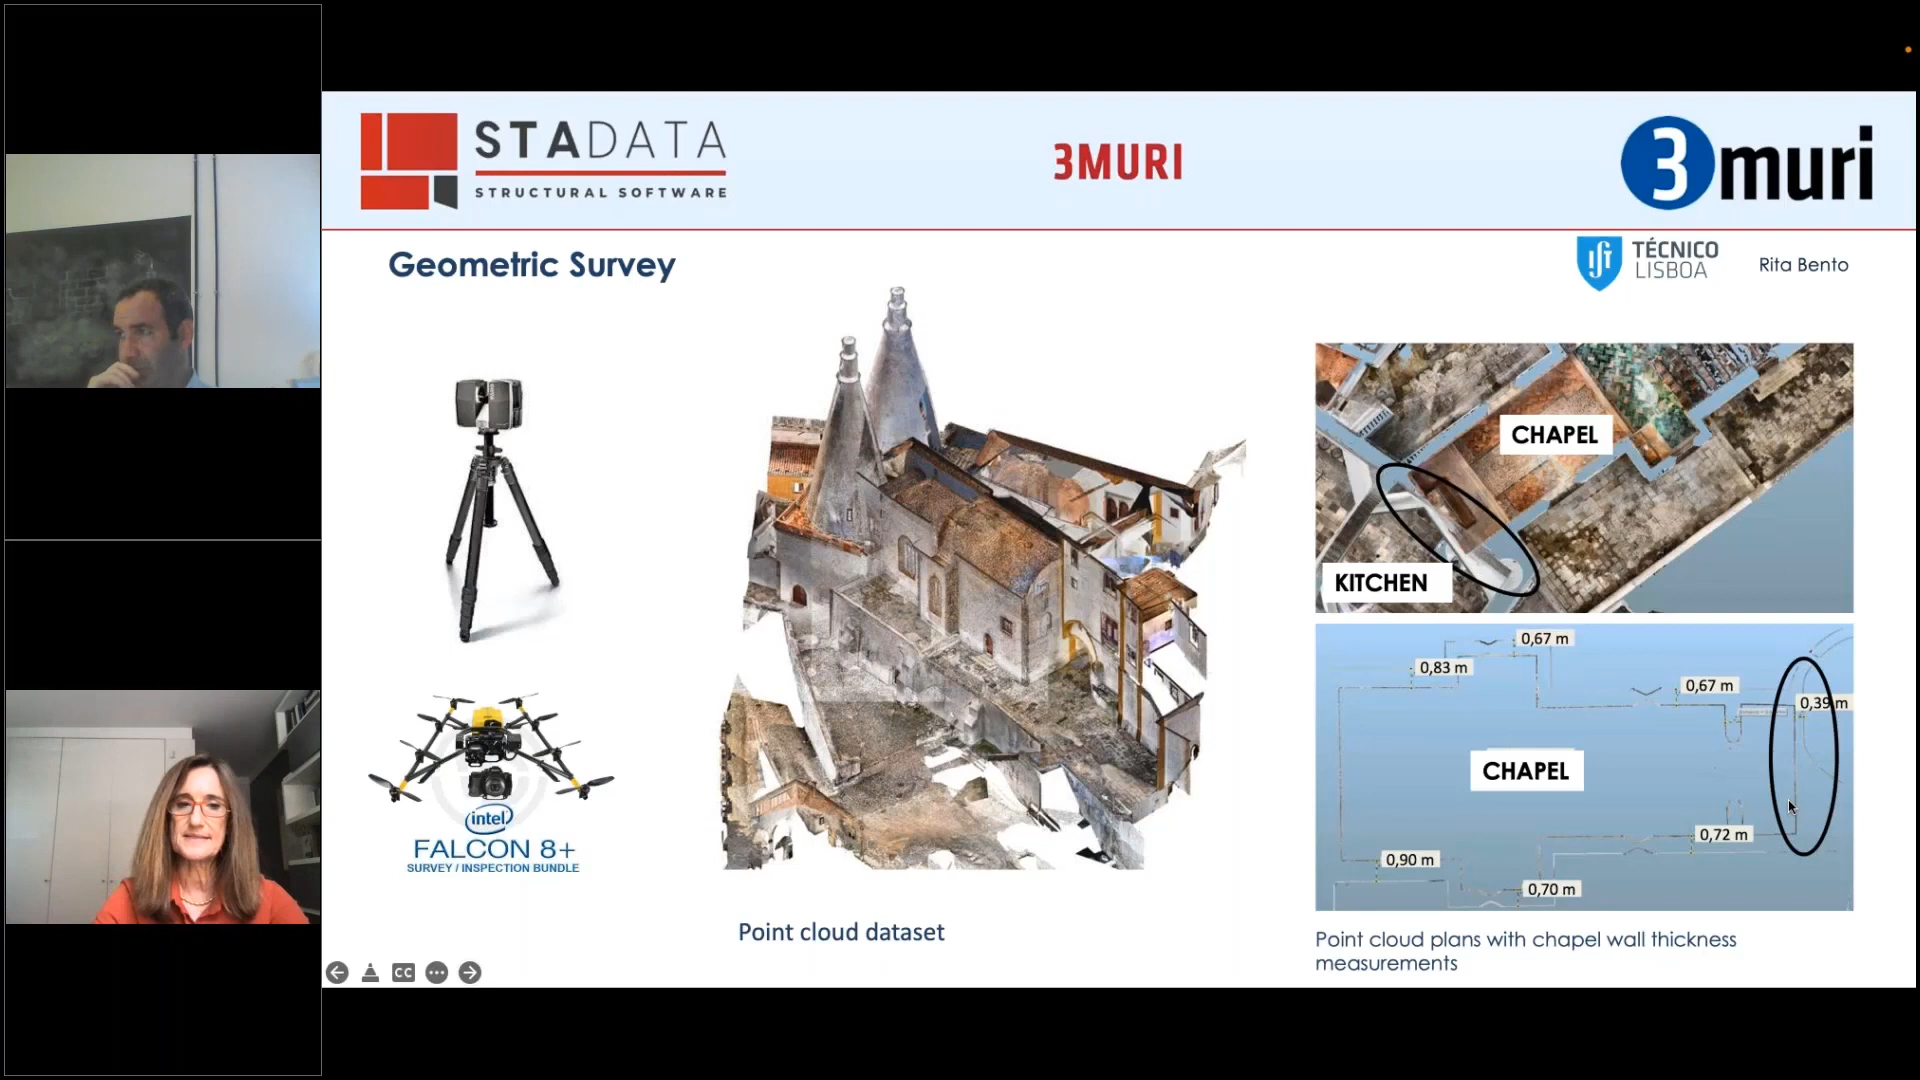 STADATA
STRUCTURAL SOFTWARE
3MURI
3muri
Geometric Survey
TÉCNICO
LISBOA
Rita Bento
CHAPEL
KITCHEN
0,67 m
0,83 m
0,67 m
0,39 m
CHAPEL
0,72 m
0,90 m
0,70 m
intel
FALCON 8+
SURVEY / INSPECTION BUNDLE
Point cloud dataset
Point cloud plans with chapel wall thickness
measurements
CC